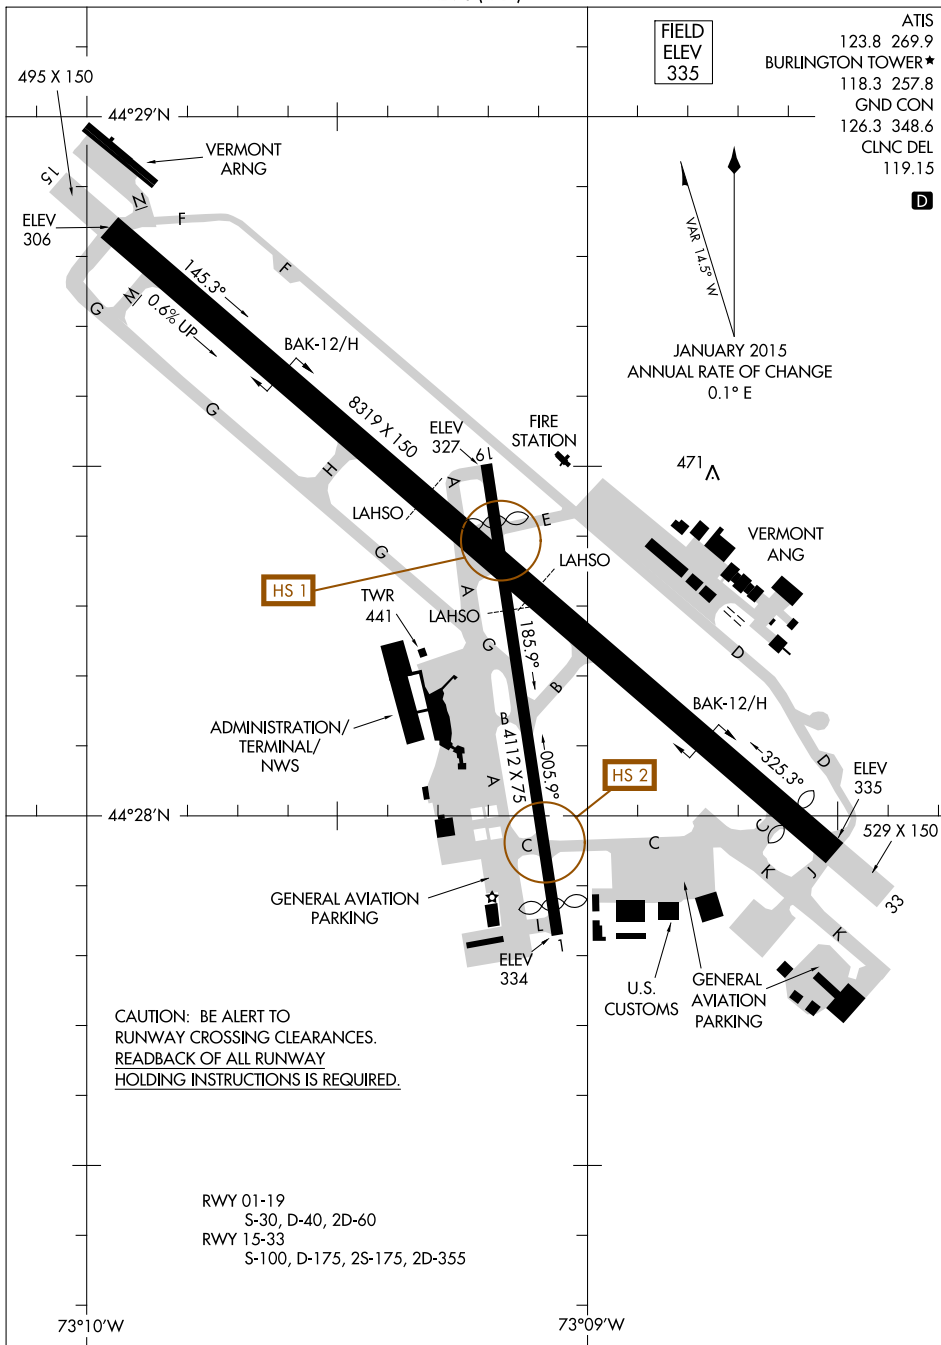 FIELD
ELEV
335
ATIS
123.8 269.9
BURLINGTON TOWER★
118.3 257.8
GND CON
126.3 348.6
CLNC DEL
119.15
D
495 X 150
44°29'N
VERMONT
ARNG
15
N
F
ELEV
306
F
145.3°
VAR 14.5° W
G
M
0.6% UP
BAK-12/H
JANUARY 2015
ANNUAL RATE OF CHANGE
0.1° E
G
8319 X 150
ELEV
327
FIRE
STATION
19
471
H
A
LAHSO
E
VERMONT
ANG
G
LAHSO
HS 1
TWR
441
A
LAHSO
G
185.9°
D
B
BAK-12/H
ADMINISTRATION/
TERMINAL/
NWS
B
4112 X 75
005.9°
325.3°
D
HS 2
ELEV
335
A
44°28'N
C
529 X 150
C
C
K
J
GENERAL AVIATION
PARKING
33
L
1
K
ELEV
334
U.S.
CUSTOMS
GENERAL
AVIATION
PARKING
CAUTION: BE ALERT TO
RUNWAY CROSSING CLEARANCES.
READBACK OF ALL RUNWAY
HOLDING INSTRUCTIONS IS REQUIRED.
RWY 01-19
S-30, D-40, 2D-60
RWY 15-33
S-100, D-175, 2S-175, 2D-355
73°10'W
73°09'W